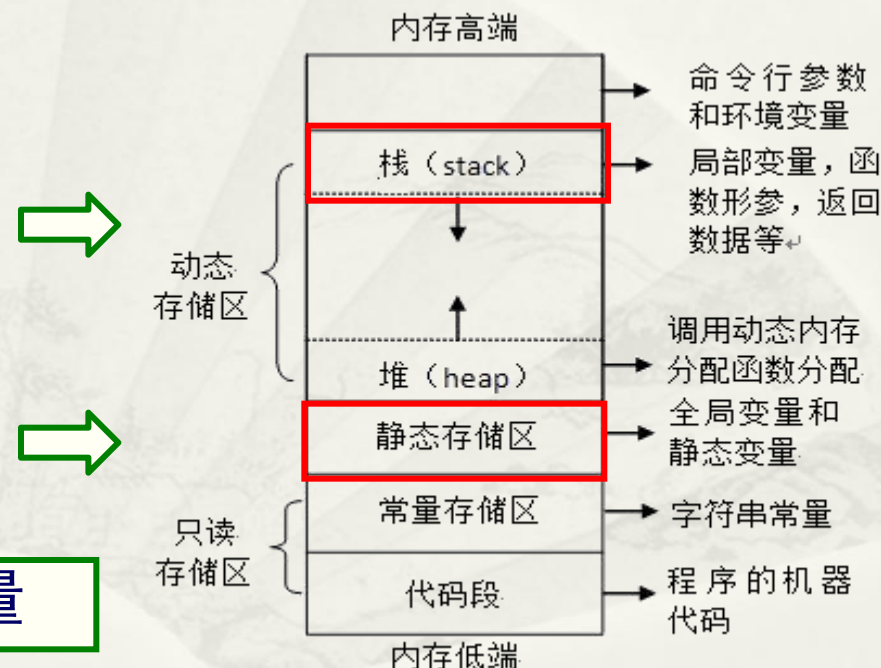 内存高端
命令行参数
和环境变量
栈（stack）
局部变量，函
数形参，返回
数据等
动态
存储区
堆（heap）
调用动态内存
分配函数分配
静态存储区
全局变量和
静态变量
只读
存储区
常量存储区
字符串常量
代码段
程序的机器
代码
量
内存低端